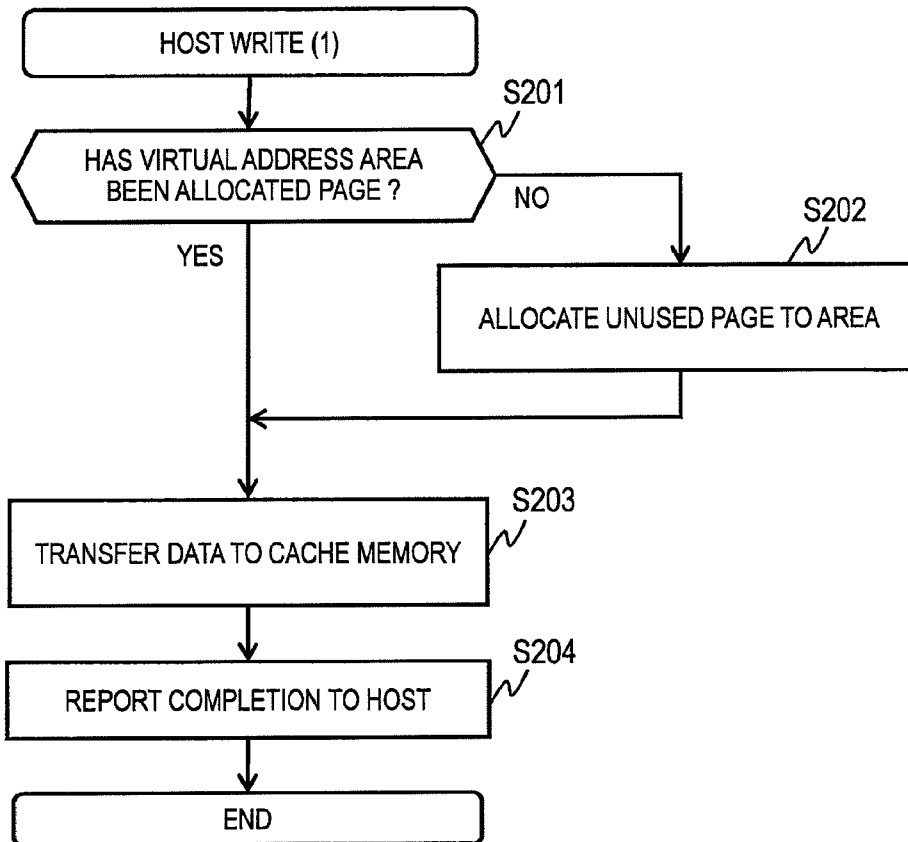 HOST WRITE (1)
S201
HAS VIRTUAL ADDRESS AREA
BEEN ALLOCATED PAGE ?
NO
YES
S202
ALLOCATE UNUSED PAGE TO AREA
S203
TRANSFER DATA TO CACHE MEMORY
S204
REPORT COMPLETION TO HOST
END